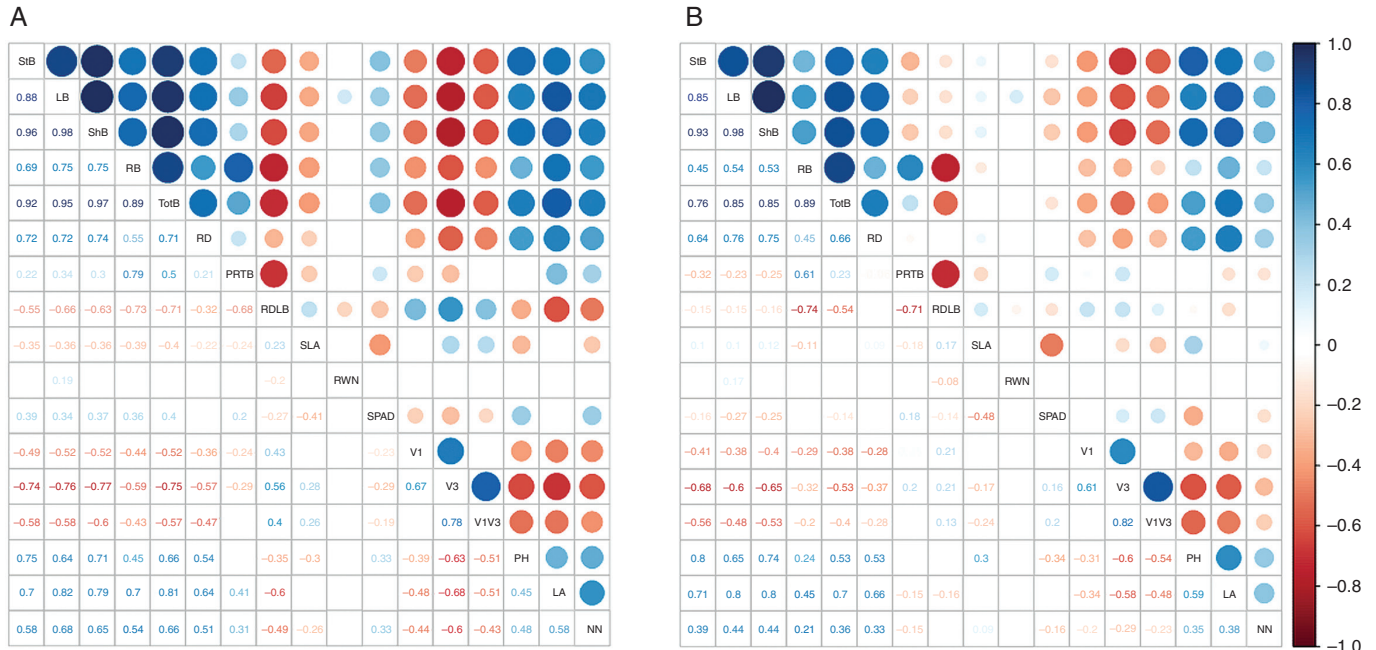 A
B
StB
0.88 LB
0.96 0.98 ShB
0.69 0.75 0.75 RB
0.92 0.95 0.97 0.89 TotB
0.72 0.72 0.74 0.55 0.71 RD
0.22 0.34 0.3 0.79 0.5 0.21 PRTB
−0.55 −0.66 −0.63 −0.73 −0.71 −0.32 −0.68 RDLB
−0.35 −0.36 −0.36 −0.39 −0.4 −0.22 −0.24 0.23 SLA
0.19 −0.2 RWN
0.39 0.34 0.37 0.36 0.4 0.2 −0.27 −0.41 SPAD
−0.49 −0.52 −0.52 −0.44 −0.52 −0.36 −0.24 0.43 −0.23 V1
−0.74 −0.76 −0.77 −0.59 −0.75 −0.57 −0.29 0.56 0.28 −0.29 0.67 V3
−0.58 −0.58 −0.6 −0.43 −0.57 −0.47 0.4 0.26 −0.19 0.78 V1V3
0.75 0.64 0.71 0.45 0.66 0.54 −0.35 −0.3 0.33 −0.39 −0.63 −0.51 PH
0.7 0.82 0.79 0.7 0.81 0.64 0.41 −0.6 −0.48 −0.68 −0.51 0.45 LA
0.58 0.68 0.65 0.54 0.66 0.51 0.31 −0.49 −0.26 0.33 −0.44 −0.6 −0.43 0.48 0.58 NN
StB
0.85 LB
0.93 0.98 ShB
0.45 0.54 0.53 RB
0.76 0.85 0.85 0.89 TotB
0.64 0.76 0.75 0.45 0.66 RD
−0.32 −0.23 −0.25 0.61 0.23 PRTB
−0.15 −0.15 −0.16 −0.74 −0.54 −0.71 RDLB
0.1 0.1 0.12 −0.11−0.18 0.17 SLA
0.17 −0.08 RWN
−0.16 −0.27 −0.25 −0.14 0.18 −0.14 −0.48 SPAD
−0.41 −0.38 −0.4 −0.29 −0.38 −0.28 0.21 V1
−0.68 −0.6 −0.65 −0.32 −0.53 −0.37 0.2 0.21 −0.17 0.16 0.61 V3
−0.56 −0.48 −0.53 −0.2 −0.4 −0.28 0.13 −0.24 0.2 0.82 V1V3
0.8 0.65 0.74 0.24 0.53 0.53 0.3 −0.34 −0.31 −0.6 −0.54 PH
0.71 0.8 0.8 0.45 0.7 0.66 −0.15 −0.16 −0.34 −0.58 −0.48 0.59 LA
0.39 0.44 0.44 0.21 0.36 0.33 −0.15 0.09 −0.16 −0.2 −0.29 −0.23 0.35 0.38 NN
1.0
0.8
0.6
0.4
0.2
0
−0.2
−0.4
−0.6
−0.8
−1.0